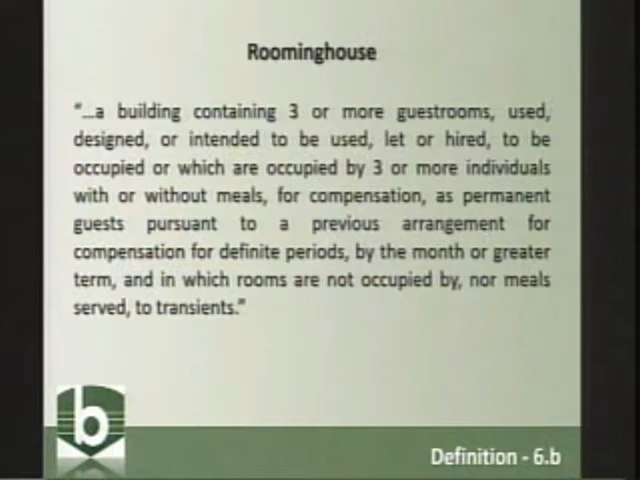 Roominghouse
“...a building containing 3 or more guestrooms, used,
designed, or intended to be used, let or hired, to be
occupied or which are occupied by 3 or more individuals
with or without meals, for compensation, as permanent
guests pursuant to a previous arrangement for
compensation for definite periods, by the month or greater
term, and in which rooms are not occupied by, nor meals
served, to transients.”
b
Definition - 6.b